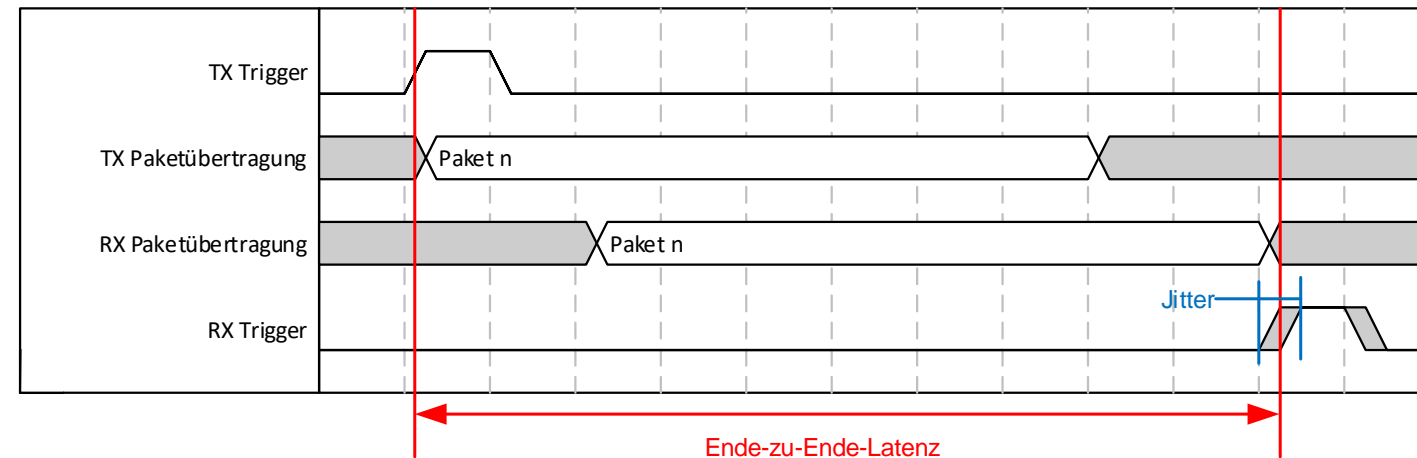 TX Trigger
TX Paketübertragung
Paket n
RX Paketübertragung
Paket n
Jitter
RX Trigger
Ende-zu-Ende-Latenz